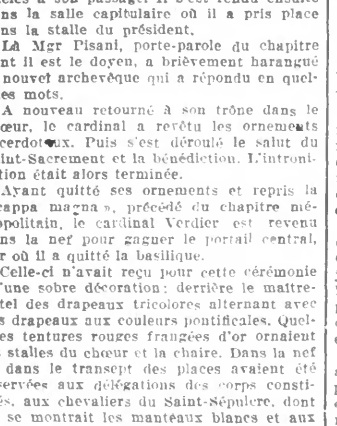 ns la salle capitulaire où il a pris place
ns la stalle du président.
Là Mgr Pisani, porte-parole du chapitre
nt il est le doyen, a brièvement harangué
nouvel archevêque qui a répondu en quel-
es mots.
A nouveau retourné à son trône dans le
œur, le cardinal a revêtu les ornements
cerdotaux. Puis s'est déroulé le salut du
int-Sacrement et la bénédiction. L'introni-
tion était alors terminée.
Ayant quitté ses ornements et repris la
cappa magna », précédé du chapitre mé-
opolitain, le cardinal Verdier est revenu
ns la nef pour gagner le portail central,
r où il a quitté la basilique.
Celle-ci n'avait reçu pour cette cérémonie
'une sobre décoration : derrière le maître-
tel des drapeaux tricolores alternant avec
s drapeaux aux couleurs pontificales. Quel-
es tentures rouges frangées d'or ornaient
s stalles du chœur et la chaire. Dans la nef
dans le transept des places avaient été
servées aux délégations des corps consti-
és, aux chevaliers du Saint-Sépulcre, dont
se montrait les manteaux blancs et aux